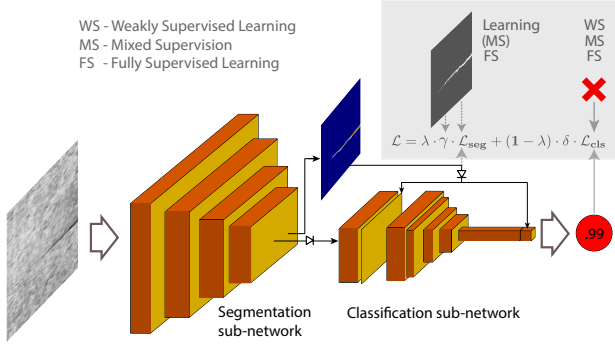 WS - Weakly Supervised Learning
MS - Mixed Supervision
FS - Fully Supervised Learning
Learning
(MS)
FS
WS
MS
FS
ℒ = λ · γ · ℒseg + (1 − λ) · δ · ℒcls
.99
Segmentation
sub-network
Classification sub-network